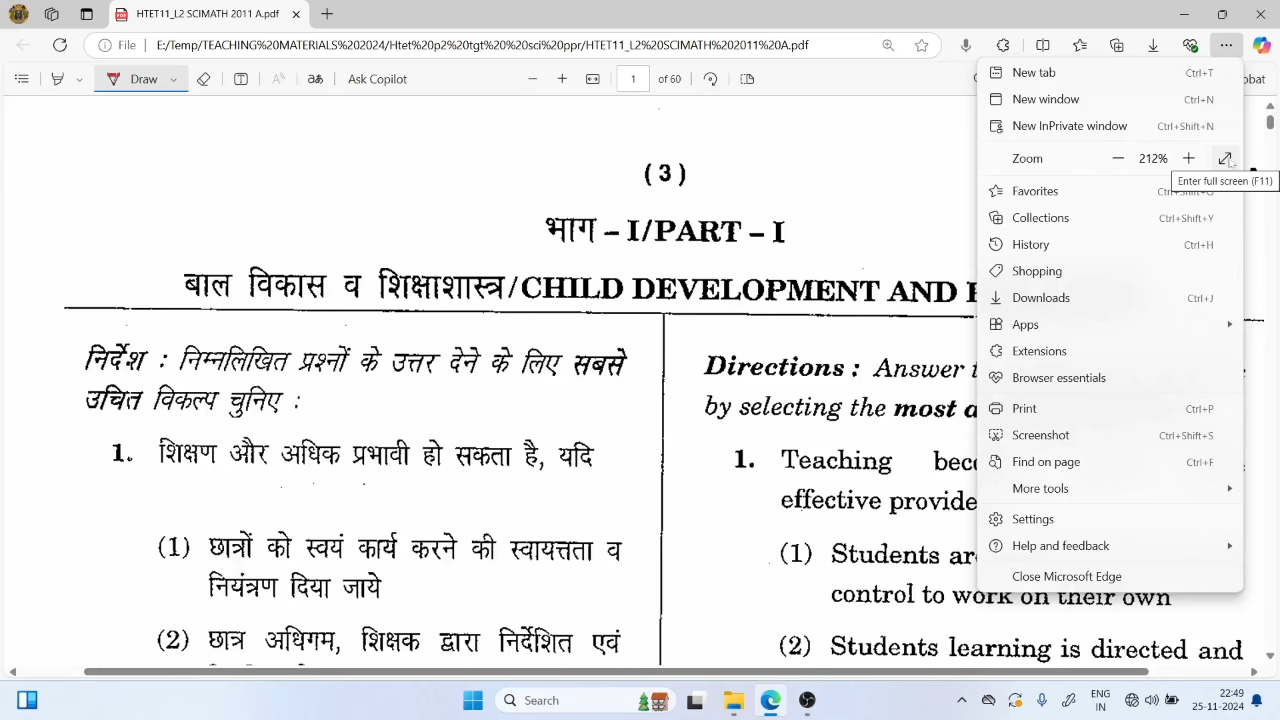 HTET11_L2 SCIMATH 2011 A.pdf
File
E:/Temp/TEACHING%20MATERIALS%202024/Htet%20p2%20tgt%20%20sci%20ppr/HTET11_L2%20SCIMATH%202011%20A.pdf
Draw
Ask Copilot
1 of 60
obat
New tab Ctrl+T
New window Ctrl+N
New InPrivate window Ctrl+Shift+N
Zoom 212%
Enter full screen (F11)
Favorites
Collections Ctrl+Shift+Y
History Ctrl+H
Shopping
Downloads Ctrl+J
Apps
Extensions
Browser essentials
Print Ctrl+P
Screenshot Ctrl+Shift+S
Find on page Ctrl+F
More tools
Settings
Help and feedback
Close Microsoft Edge
( 3 )
भाग – I/PART – I
बाल विकास व शिक्षाशास्त्र/CHILD DEVELOPMENT AND
निर्देश : निम्नलिखित प्रश्नों के उत्तर देने के लिए सबसे
उचित विकल्प चुनिए :
1. शिक्षण और अधिक प्रभावी हो सकता है, यदि
(1) छात्रों को स्वयं कार्य करने की स्वायत्तता व
नियंत्रण दिया जाये
(2) छात्र अधिगम, शिक्षक द्वारा निर्देशित एवं
Directions : Answer
by selecting the most
1. Teaching
effective provide
(1) Students
control to work on their own
(2) Students learning is directed and
Search
ENG
IN
22:49
25-11-2024